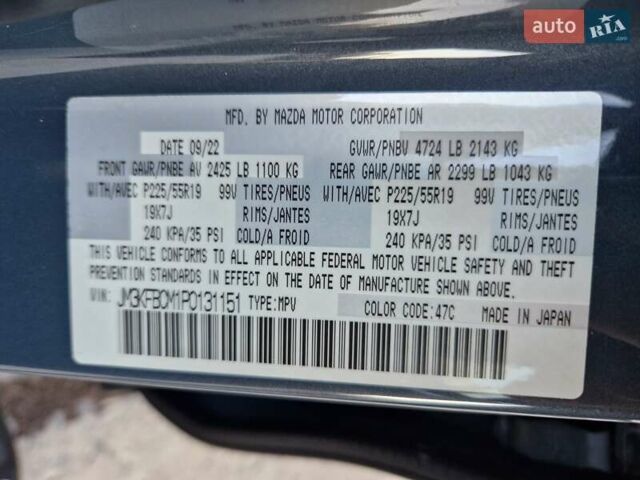 auto RIA .com
MFD. BY MAZDA MOTOR CORPORATION
DATE 09/22 GVWR/PNBV 4724 LB 2143 KG
FRONT GAWR/PNBE AV 2425 LB 1100 KG REAR GAWR/PNBE AR 2299 LB 1043 KG
WITH/AVEC P225/55R19 99V TIRES/PNEUS WITH/AVEC P225/55R19 99V TIRES/PNEUS
19X7J RIMS/JANTES 19X7J RIMS/JANTES
240 KPA/35 PSI COLD/A FROID 240 KPA/35 PSI COLD/A FROID
THIS VEHICLE CONFORMS TO ALL APPLICABLE FEDERAL MOTOR VEHICLE SAFETY AND THEFT
PREVENTION STANDARDS IN EFFECT ON THE DATE OF MANUFACTURE SHOWN ABOVE.
VIN: JM3KFBCM1P0131151 TYPE: MPV COLOR CODE: 47C MADE IN JAPAN